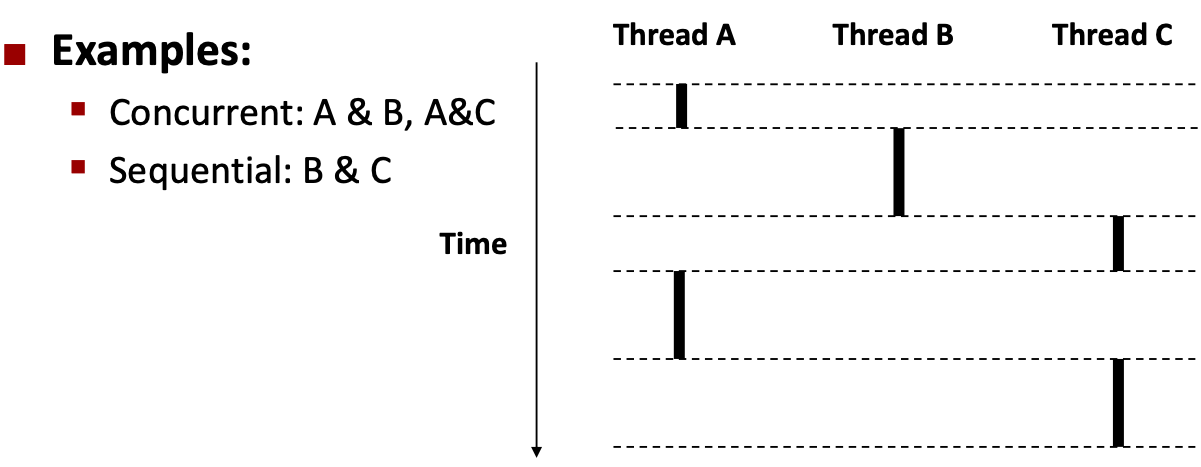 Examples:
Concurrent: A & B, A&C
Sequential: B & C
Time
Thread A Thread B Thread C